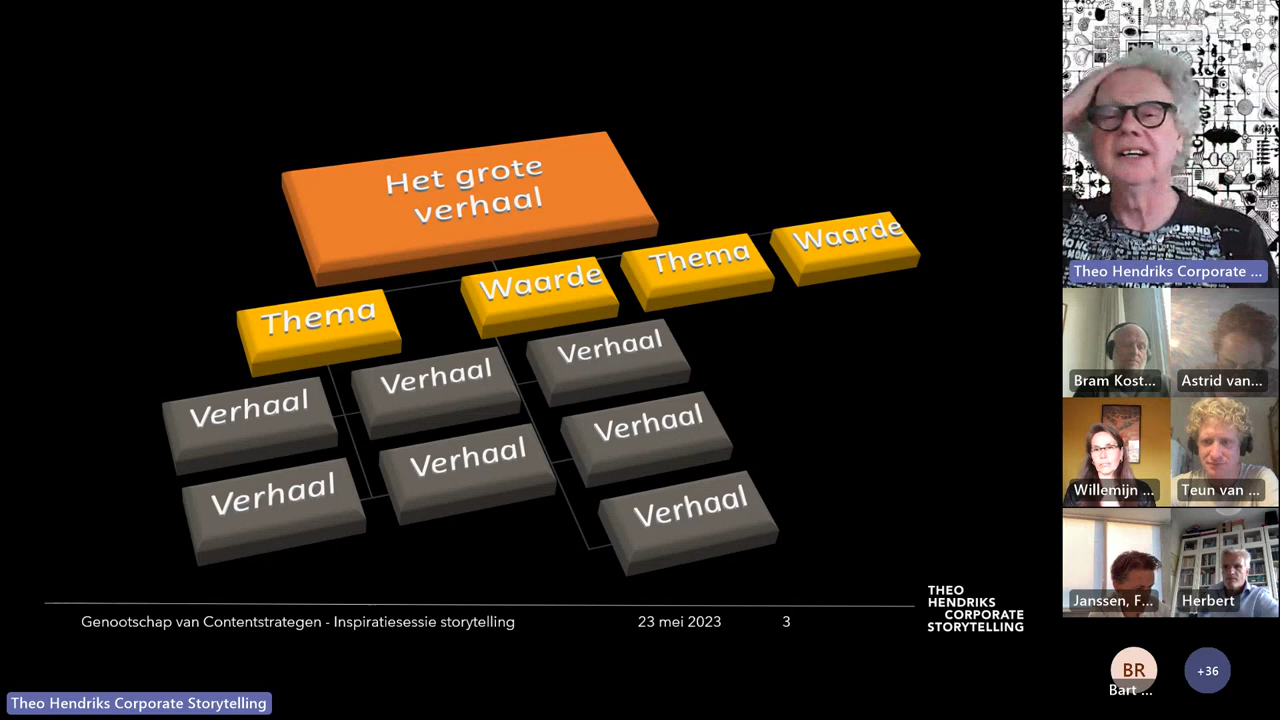 Het grote
verhaal
Thema
Waarde
Thema
Waarde
Verhaal
Verhaal
Verhaal
Verhaal
Verhaal
Verhaal
Verhaal
Genootschap van Contentstrategen - Inspiratiesessie storytelling
23 mei 2023
3
THEO
HENDRIKS
CORPORATE
STORYTELLING
Theo Hendriks Corporate Storytelling
Theo Hendriks Corporate ...
Bram Kost...
Astrid van...
Willemijn ...
Teun van ...
Janssen, F...
Herbert
BR
Bart ...
+36